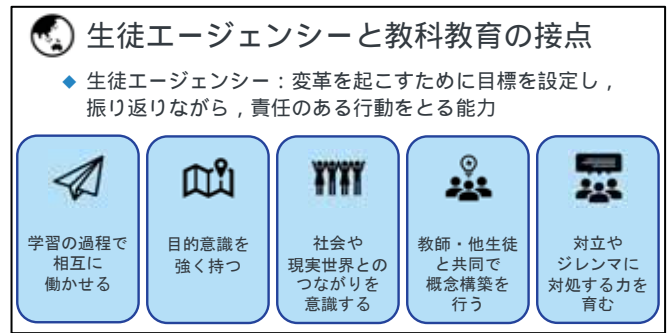 生徒エージェンシーと教科教育の接点
◆ 生徒エージェンシー：変革を起こすために目標を設定し，
振り返りながら，責任のある行動をとる能力
学習の過程で
相互に
働かせる
目的意識を
強く持つ
社会や
現実世界との
つながりを
意識する
教師・他生徒
と共同で
概念構築を
行う
対立や
ジレンマに
対処する力を
育む